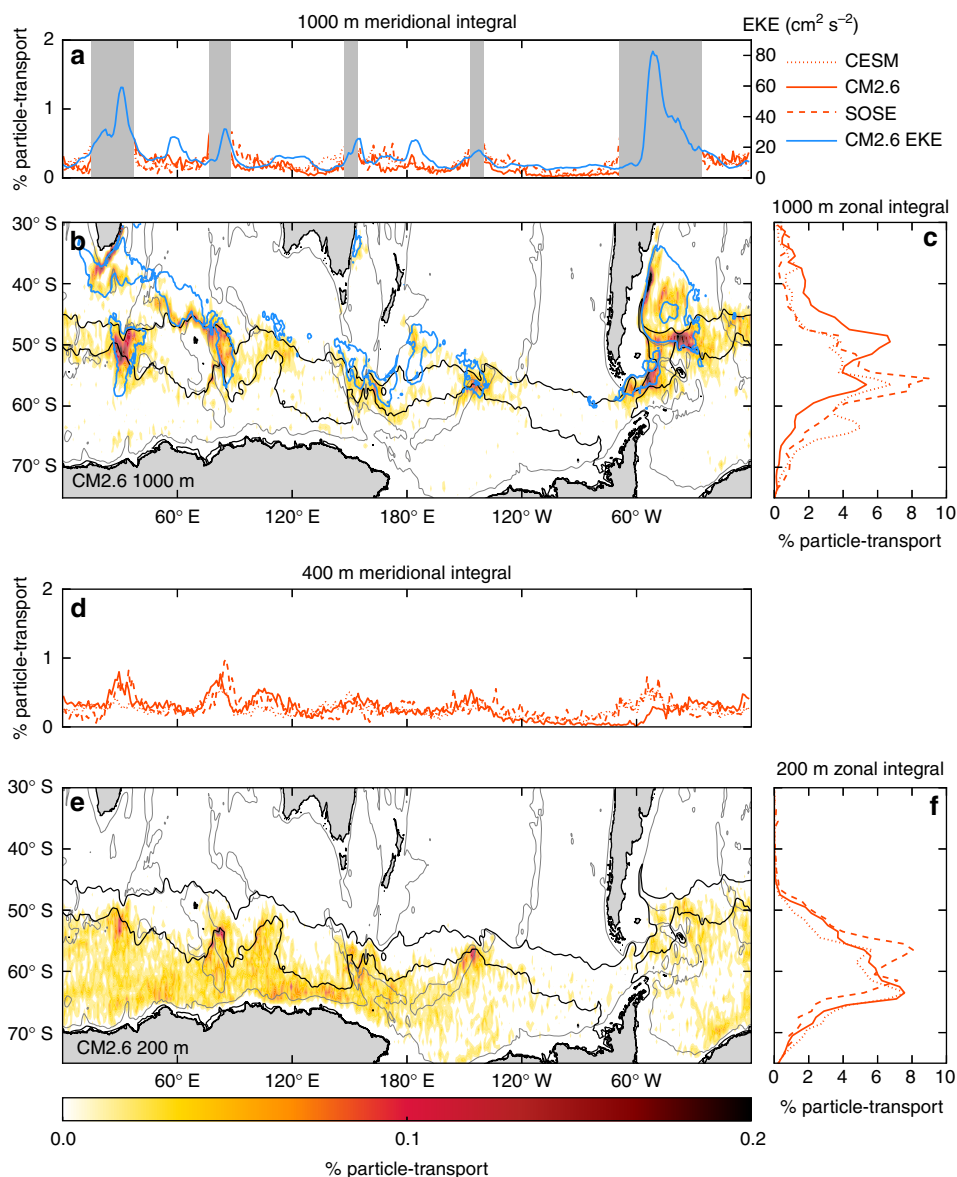 1000 m meridional integral
EKE (cm² s⁻²)
a
% particle-transport
2
1
0
80
60
40
20
0
CESM
CM2.6
SOSE
CM2.6 EKE
b
30° S
40° S
50° S
60° S
70° S
CM2.6 1000 m
60° E
120° E
180° E
120° W
60° W
1000 m zonal integral
c
0 2 4 6 8 10
% particle-transport
400 m meridional integral
d
% particle-transport
2
1
0
e
30° S
40° S
50° S
60° S
70° S
CM2.6 200 m
60° E
120° E
180° E
120° W
60° W
200 m zonal integral
f
0 2 4 6 8 10
% particle-transport
0.0 0.1 0.2
% particle-transport